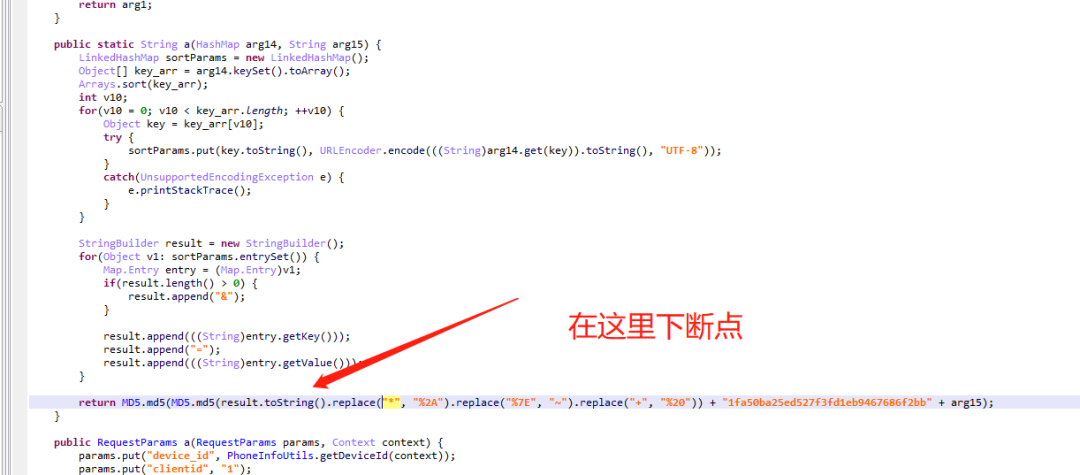 return arg1;
    }

    public static String a(HashMap arg14, String arg15) {
        LinkedHashMap sortParams = new LinkedHashMap();
        Object[] key_arr = arg14.keySet().toArray();
        Arrays.sort(key_arr);
        int v10;
        for(v10 = 0; v10 < key_arr.length; ++v10) {
            Object key = key_arr[v10];
            try {
                sortParams.put(key.toString(), URLEncoder.encode(((String)arg14.get(key)).toString(), "UTF-8"));
            }
            catch(UnsupportedEncodingException e) {
                e.printStackTrace();
            }
        }

        StringBuilder result = new StringBuilder();
        for(Object v1: sortParams.entrySet()) {
            Map.Entry entry = (Map.Entry)v1;
            if(result.length() > 0) {
                result.append("&");
            }

            result.append(((String)entry.getKey()));
            result.append("=");
            result.append(((String)entry.getValue()));
        }

        return MD5.md5(MD5.md5(result.toString().replace("*", "%2A").replace("%7E", "~").replace("+", "%20")) + "1fa50ba25ed527f3fd1eb9467686f2bb" + arg15);
    }

    public RequestParams a(RequestParams params, Context context) {
        params.put("device_id", PhoneInfoUtils.getDeviceId(context));
        params.put("clientid", "1");
在这里下断点